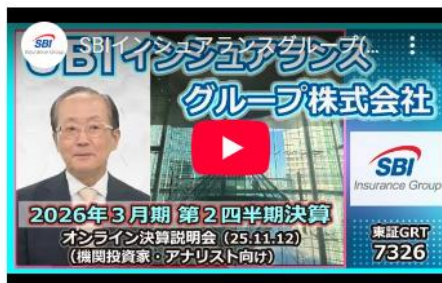 SBI
Insurance Group
SBIインシュアランスグループ(...
SBIインシュアランス
グループ株式会社
SBI
Insurance Group
2026年3月期 第2四半期決算
オンライン決算説明会（25.11.12）
（機関投資家・アナリスト向け）
東証GRT
7326